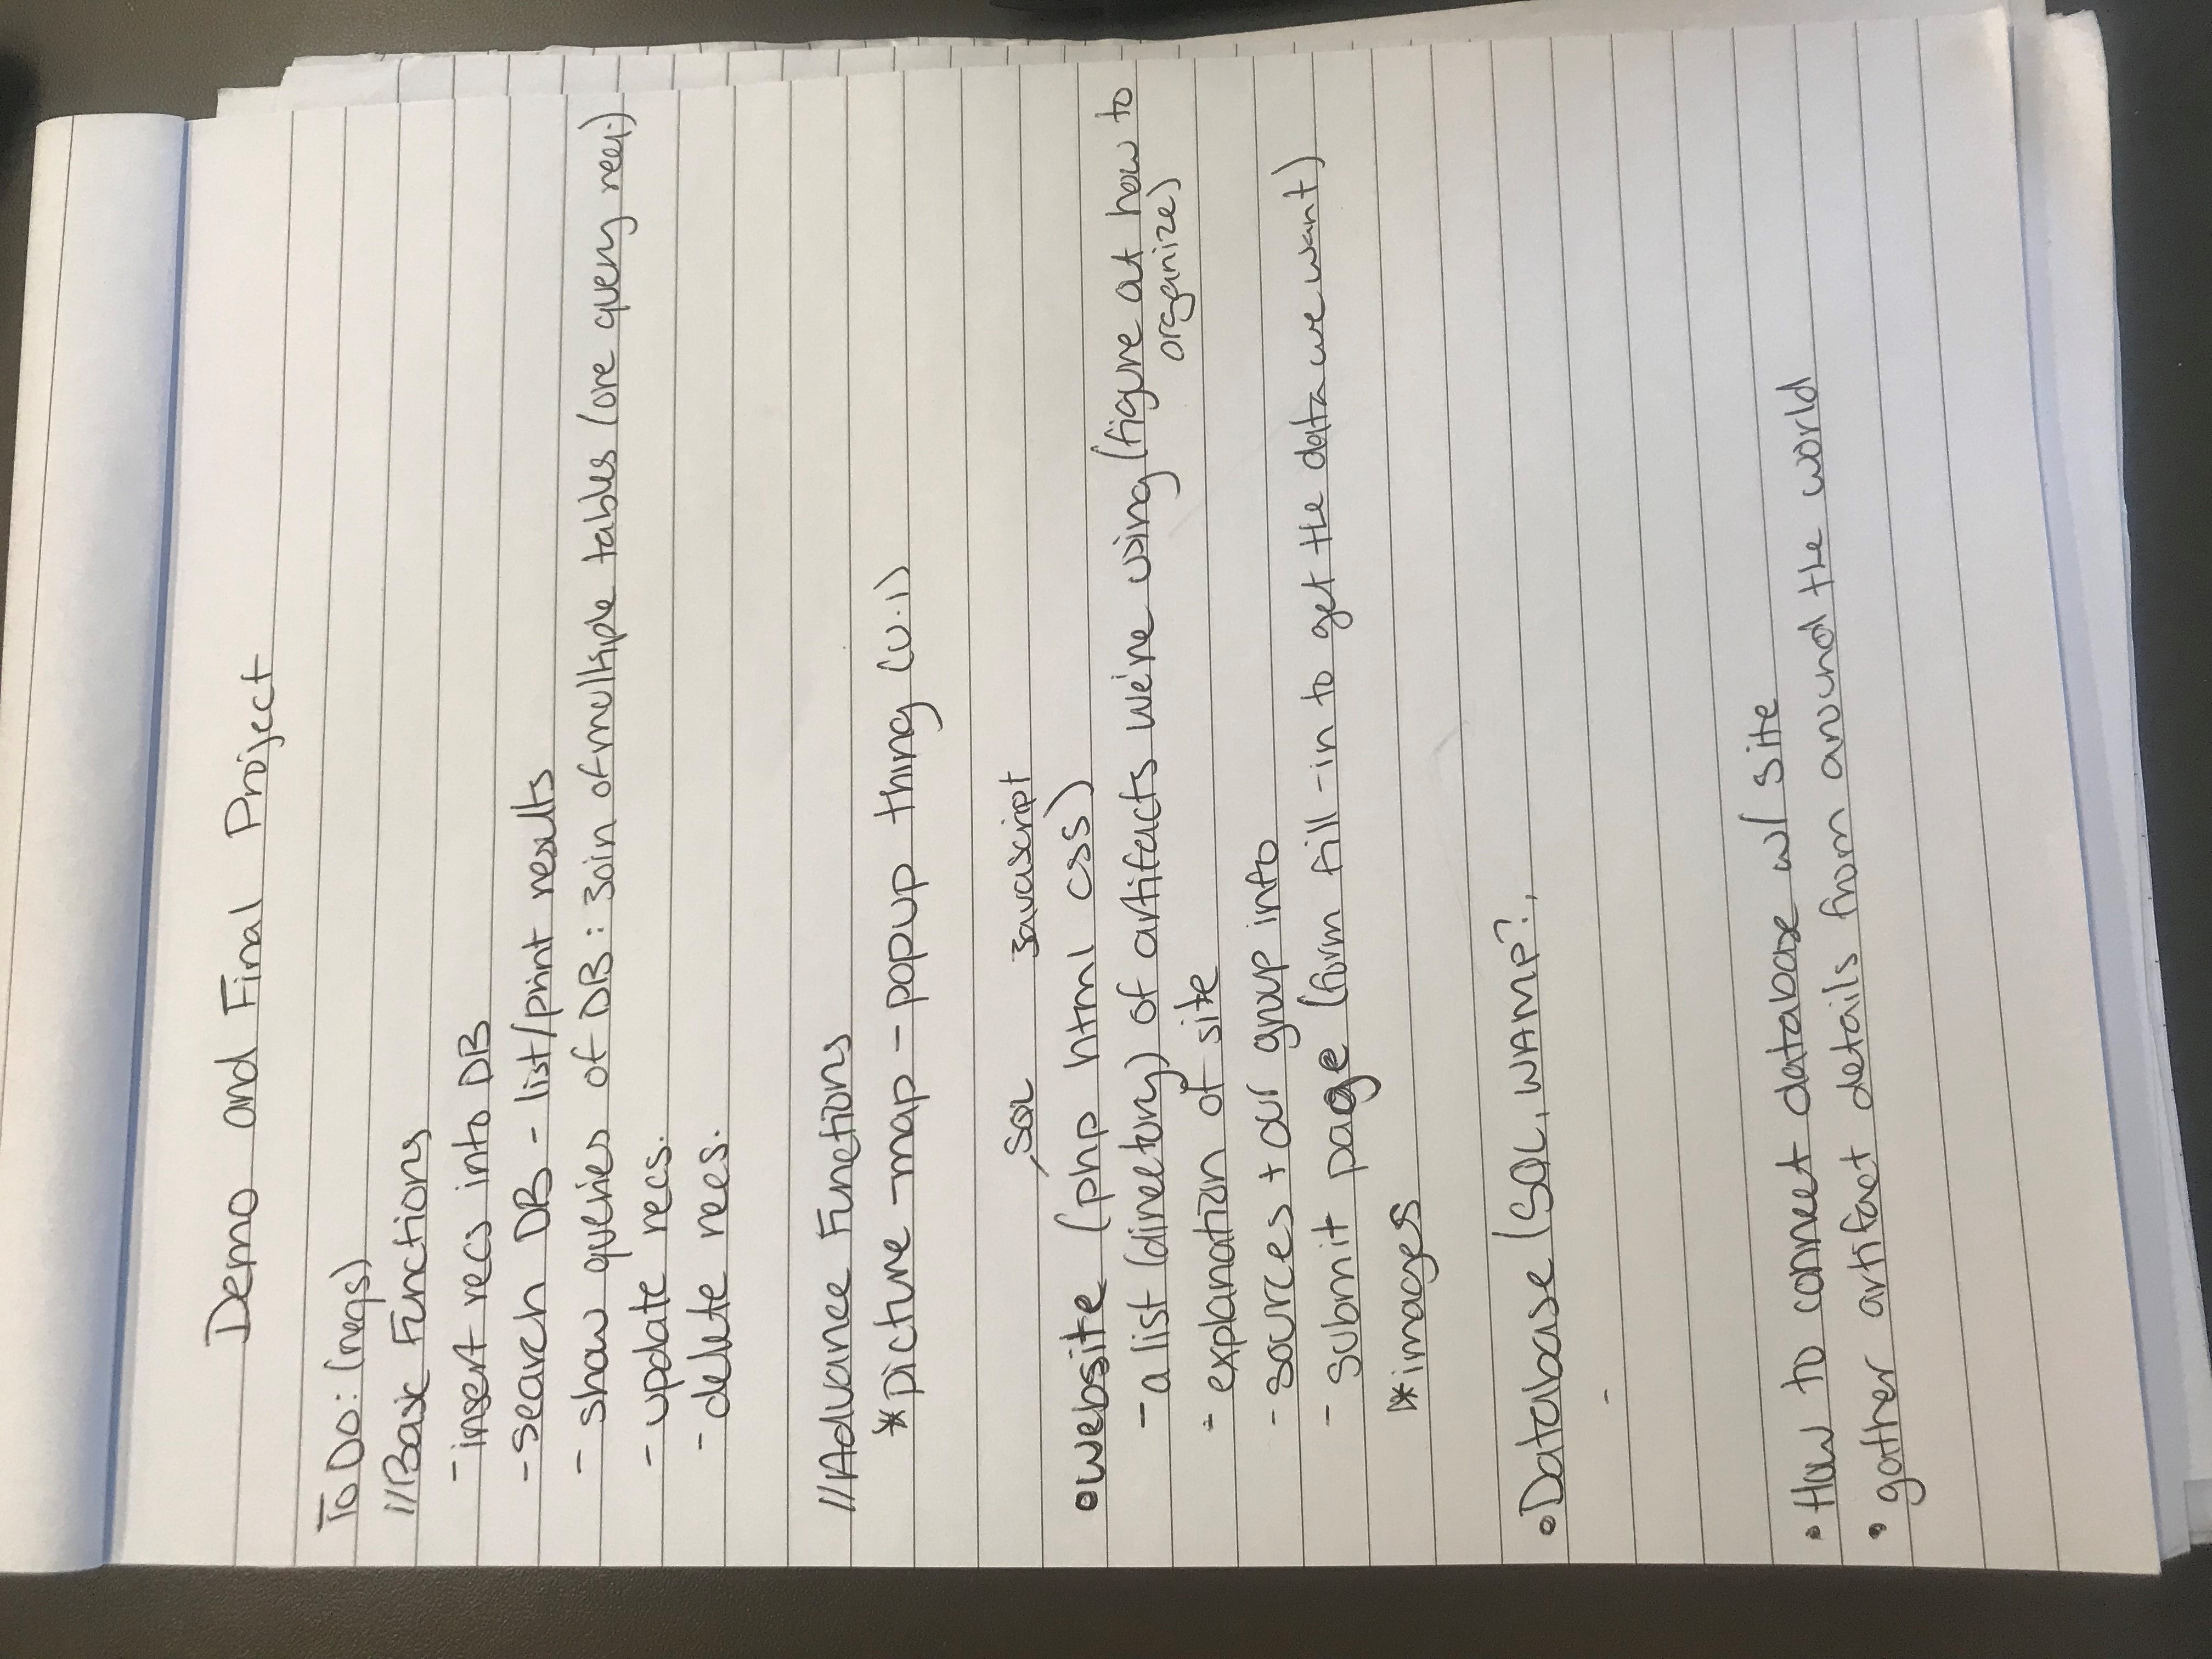 Demo and Final Project
To Do: (reqs)
//Basic Functions
- insert recs into DB
- search DB - list/print results
- show queries of DB: Join of multiple tables (one query req.)
- update recs.
- delete recs.
//Advance Functions
* Picture - map - popup thing (U.I)
SQL Javascript
• website (php html css)
- a list (directory) of artifacts we're using (figure out how to
organize)
- explanation of site
- sources + our group info
- submit page (form fill-in to get the data we want)
* images
• Database (SQL, WAMP?,
-
• How to connect database w/ site
• gather artifact details from around the world